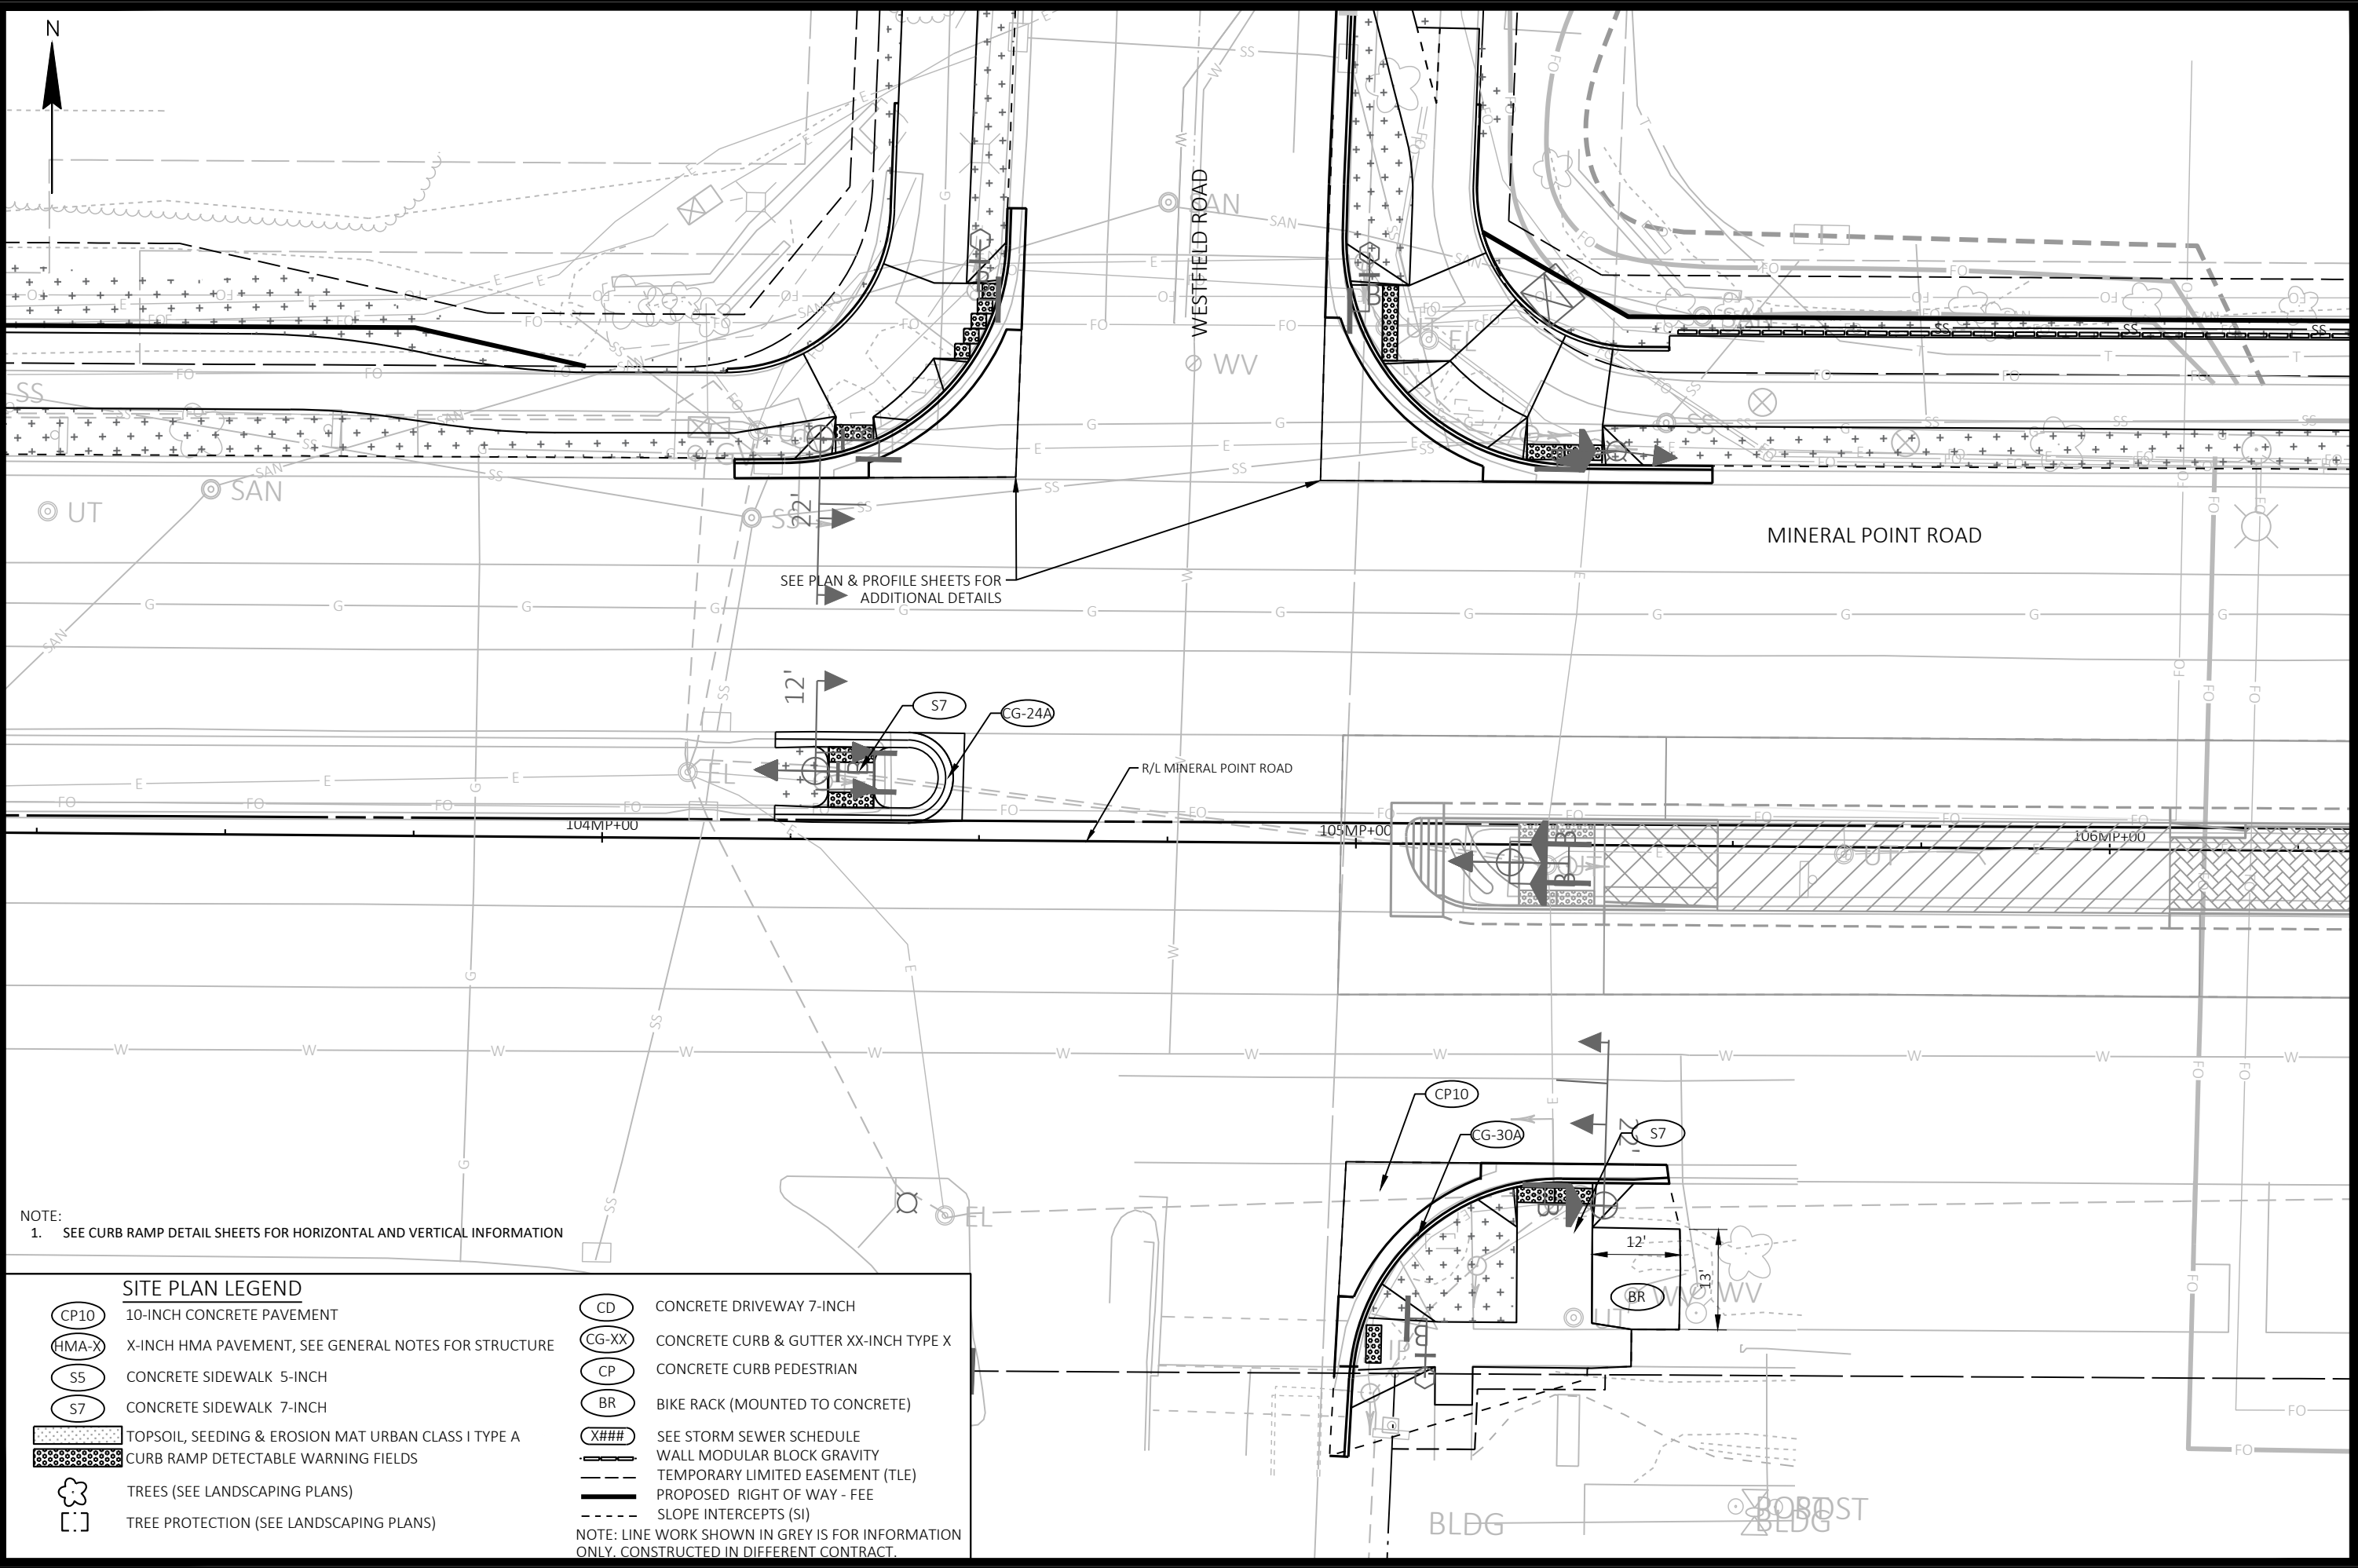 N
WESTFIELD ROAD
SAN
WV
EL
SS
SS
SAN
UT
SS
22'
MINERAL POINT ROAD
SEE PLAN & PROFILE SHEETS FOR
ADDITIONAL DETAILS
12'
S7
CG-24A
EL
R/L MINERAL POINT ROAD
104MP+00
105MP+00
106MP+00
UT
CP10
CG-30A
S7
22'
12'
13'
BR
WV
UT
EL
BLDG
BLDG
NOTE:
1. SEE CURB RAMP DETAIL SHEETS FOR HORIZONTAL AND VERTICAL INFORMATION
SITE PLAN LEGEND
CP10 10-INCH CONCRETE PAVEMENT
HMA-X X-INCH HMA PAVEMENT, SEE GENERAL NOTES FOR STRUCTURE
S5 CONCRETE SIDEWALK 5-INCH
S7 CONCRETE SIDEWALK 7-INCH
TOPSOIL, SEEDING & EROSION MAT URBAN CLASS I TYPE A
CURB RAMP DETECTABLE WARNING FIELDS
TREES (SEE LANDSCAPING PLANS)
TREE PROTECTION (SEE LANDSCAPING PLANS)
CD CONCRETE DRIVEWAY 7-INCH
CG-XX CONCRETE CURB & GUTTER XX-INCH TYPE X
CP CONCRETE CURB PEDESTRIAN
BR BIKE RACK (MOUNTED TO CONCRETE)
X### SEE STORM SEWER SCHEDULE
WALL MODULAR BLOCK GRAVITY
TEMPORARY LIMITED EASEMENT (TLE)
PROPOSED RIGHT OF WAY - FEE
SLOPE INTERCEPTS (SI)
NOTE: LINE WORK SHOWN IN GREY IS FOR INFORMATION
ONLY. CONSTRUCTED IN DIFFERENT CONTRACT.